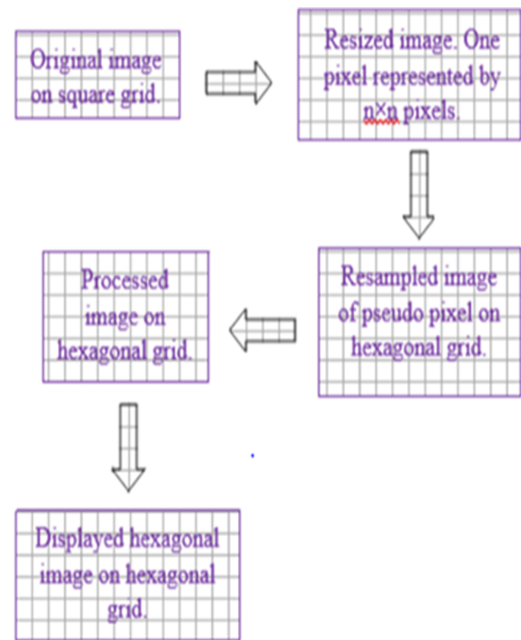 Original image
on square grid.
Resized image. One
pixel represented by
n×n pixels.
Resampled image
of pseudo pixel on
hexagonal grid.
Processed
image on
hexagonal grid.
Displayed hexagonal
image on hexagonal
grid.